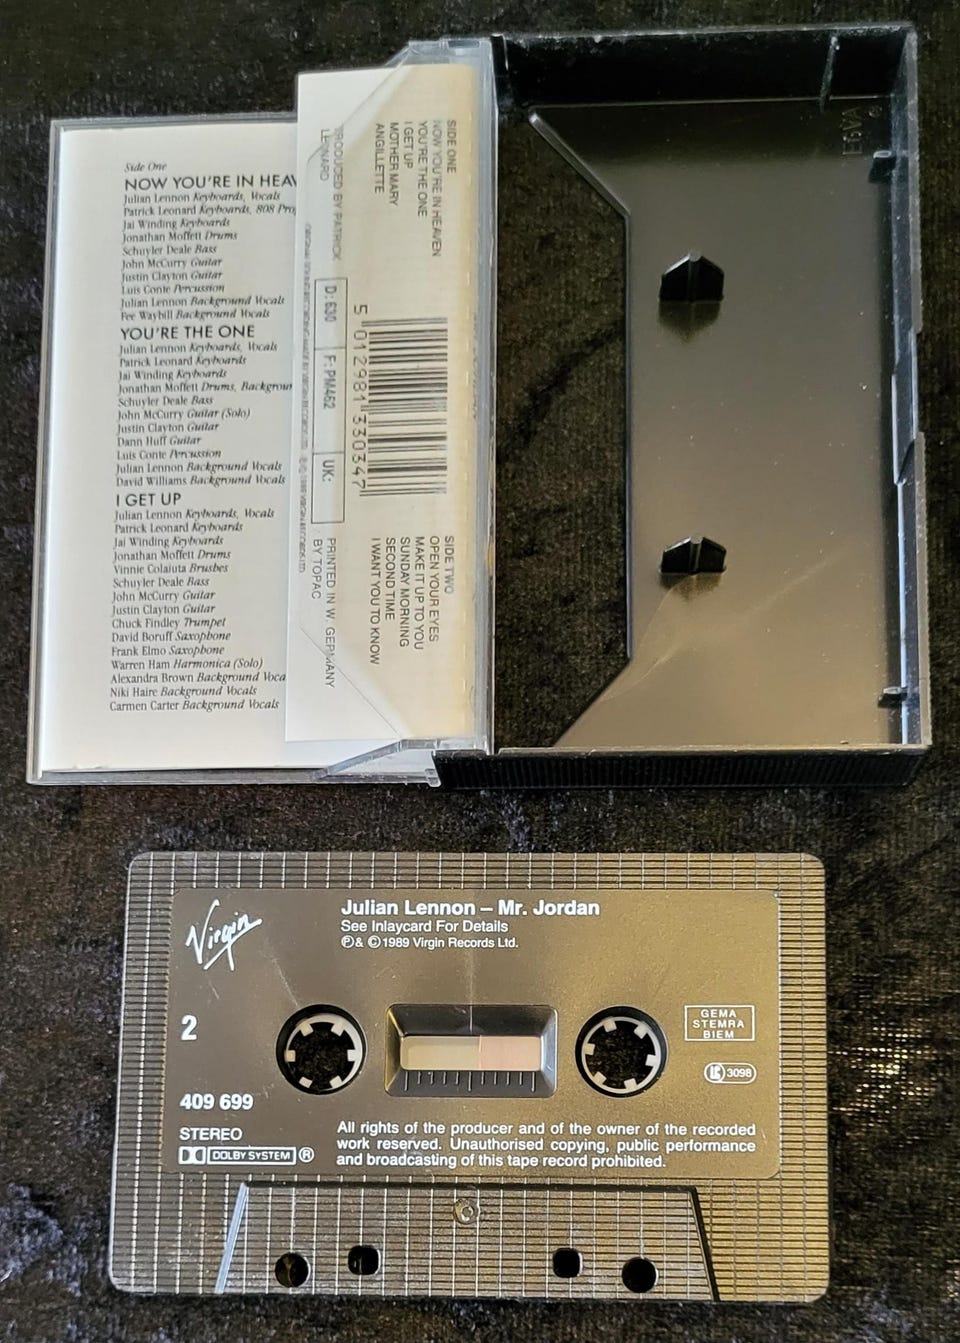 Side One
NOW YOU'RE IN HEAV
Julian Lennon Keyboards, Vocals
Patrick Leonard Keyboards, 808 Pro
Jai Winding Keyboards
Jonathan Moffett Drums
Schuyler Deale Bass
John McCurry Guitar
Justin Clayton Guitar
Luis Conte Percussion
Julian Lennon Background Vocals
Fee Waybill Background Vocals
YOU'RE THE ONE
Julian Lennon Keyboards, Vocals
Patrick Leonard Keyboards
Jai Winding Keyboards
Jonathan Moffett Drums, Backgroun
Schuyler Deale Bass
John McCurry Guitar (Solo)
Justin Clayton Guitar
Dann Huff Guitar
Luis Conte Percussion
Julian Lennon Background Vocals
David Williams Background Vocals
I GET UP
Julian Lennon Keyboards, Vocals
Patrick Leonard Keyboards
Jai Winding Keyboards
Jonathan Moffett Drums
Vinnie Colaiuta Brushes
Schuyler Deale Bass
John McCurry Guitar
Justin Clayton Guitar
Chuck Findley Trumpet
David Boruff Saxophone
Frank Elmo Saxophone
Warren Ham Harmonica (Solo)
Alexandra Brown Background Voca
Niki Haire Background Vocals
Carmen Carter Background Vocals
SIDE ONE
NOW YOU'RE IN HEAVEN
YOU'RE THE ONE
I GET UP
MOTHER MARY
ANGILLETTE
PRODUCED BY PATRICK
LEONARD
5 012981 330347
D: 630 F: PM462 UK:
SIDE TWO
OPEN YOUR EYES
MAKE IT UP TO YOU
SUNDAY MORNING
SECOND TIME
I WANT YOU TO KNOW
PRINTED IN W. GERMANY
BY TOPAC
Virgin
Julian Lennon – Mr. Jordan
See Inlaycard For Details
℗& ©1989 Virgin Records Ltd.
2
GEMA
STEMRA
BIEM
LC 3098
409 699
STEREO
DOLBY SYSTEM ®
All rights of the producer and of the owner of the recorded
work reserved. Unauthorised copying, public performance
and broadcasting of this tape record prohibited.